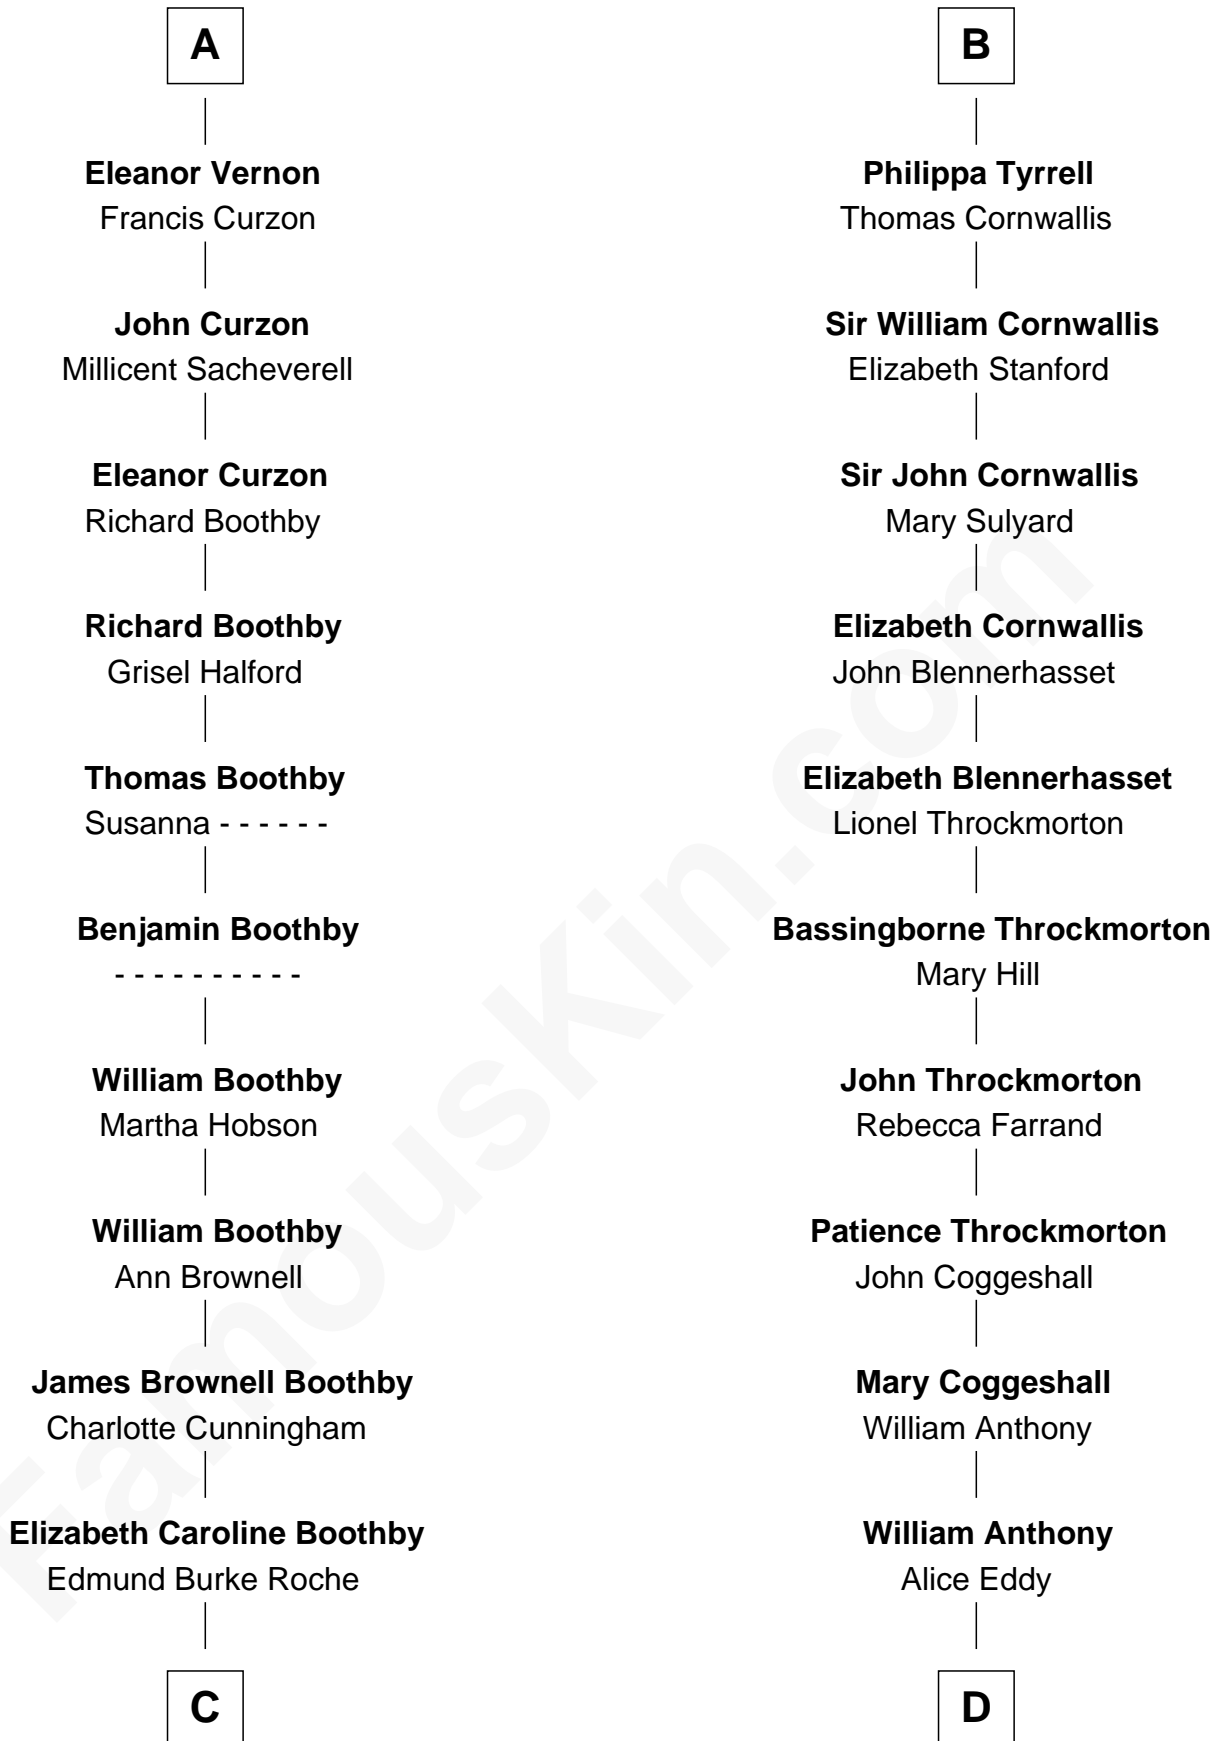 A
Eleanor Vernon
Francis Curzon
John Curzon
Millicent Sacheverell
Eleanor Curzon
Richard Boothby
Richard Boothby
Grisel Halford
Thomas Boothby
Susanna - - - - - -
Benjamin Boothby
- - - - - - - - - -
William Boothby
Martha Hobson
William Boothby
Ann Brownell
James Brownell Boothby
Charlotte Cunningham
Elizabeth Caroline Boothby
Edmund Burke Roche
C
B
Philippa Tyrrell
Thomas Cornwallis
Sir William Cornwallis
Elizabeth Stanford
Sir John Cornwallis
Mary Sulyard
Elizabeth Cornwallis
John Blennerhasset
Elizabeth Blennerhasset
Lionel Throckmorton
Bassingborne Throckmorton
Mary Hill
John Throckmorton
Rebecca Farrand
Patience Throckmorton
John Coggeshall
Mary Coggeshall
William Anthony
William Anthony
Alice Eddy
D
FamousKin.com